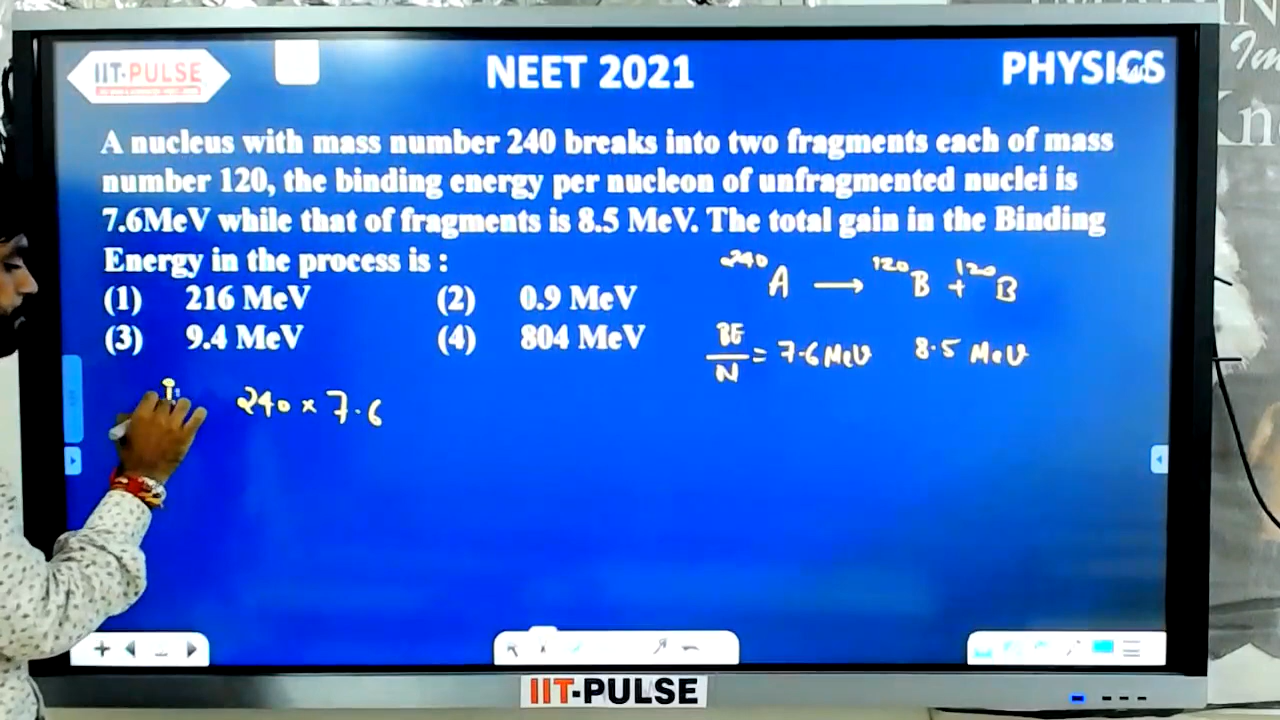 IIT-PULSE
NEET 2021
PHYSICS
A nucleus with mass number 240 breaks into two fragments each of mass
number 120, the binding energy per nucleon of unfragmented nuclei is
7.6MeV while that of fragments is 8.5 MeV. The total gain in the Binding
Energy in the process is :
(1) 216 MeV (2) 0.9 MeV
(3) 9.4 MeV (4) 804 MeV
240A → 120B + 120B
BE/N = 7.6 MeV 8.5 MeV
240 × 7.6
IIT-PULSE
Im
Kn